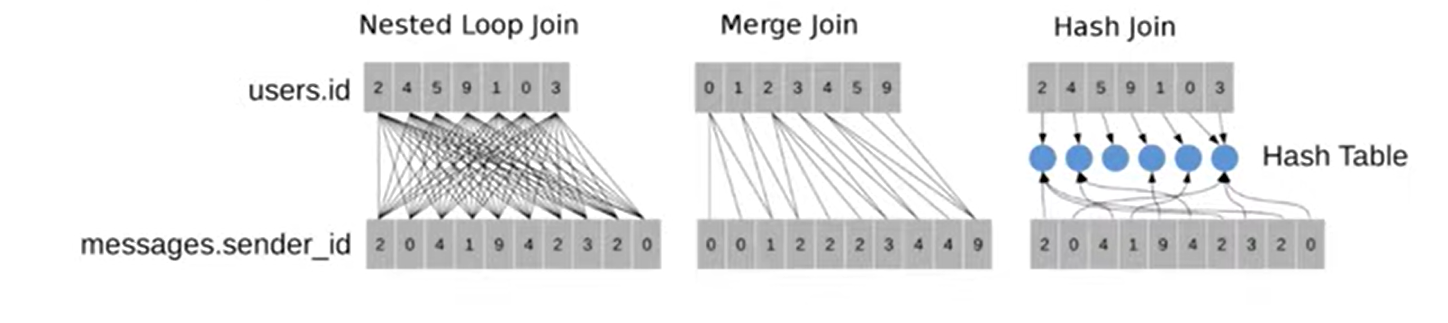 Nested Loop Join
Merge Join
Hash Join
users.id
2 4 5 9 1 0 3
0 1 2 3 4 5 9
2 4 5 9 1 0 3
Hash Table
messages.sender_id
2 0 4 1 9 4 2 3 2 0
0 0 1 2 2 2 3 4 4 9
2 0 4 1 9 4 2 3 2 0